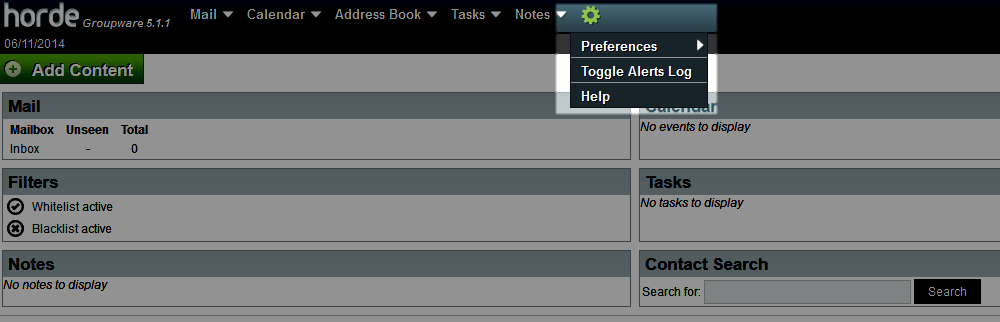 horde Groupware 5.1.1
Mail Calendar Address Book Tasks Notes
06/11/2014
Preferences
Toggle Alerts Log
Help
Add Content
Mail
Mailbox Unseen Total
Inbox - 0
Calendar
No events to display
Filters
Whitelist active
Blacklist active
Tasks
No tasks to display
Notes
No notes to display
Contact Search
Search for: Search